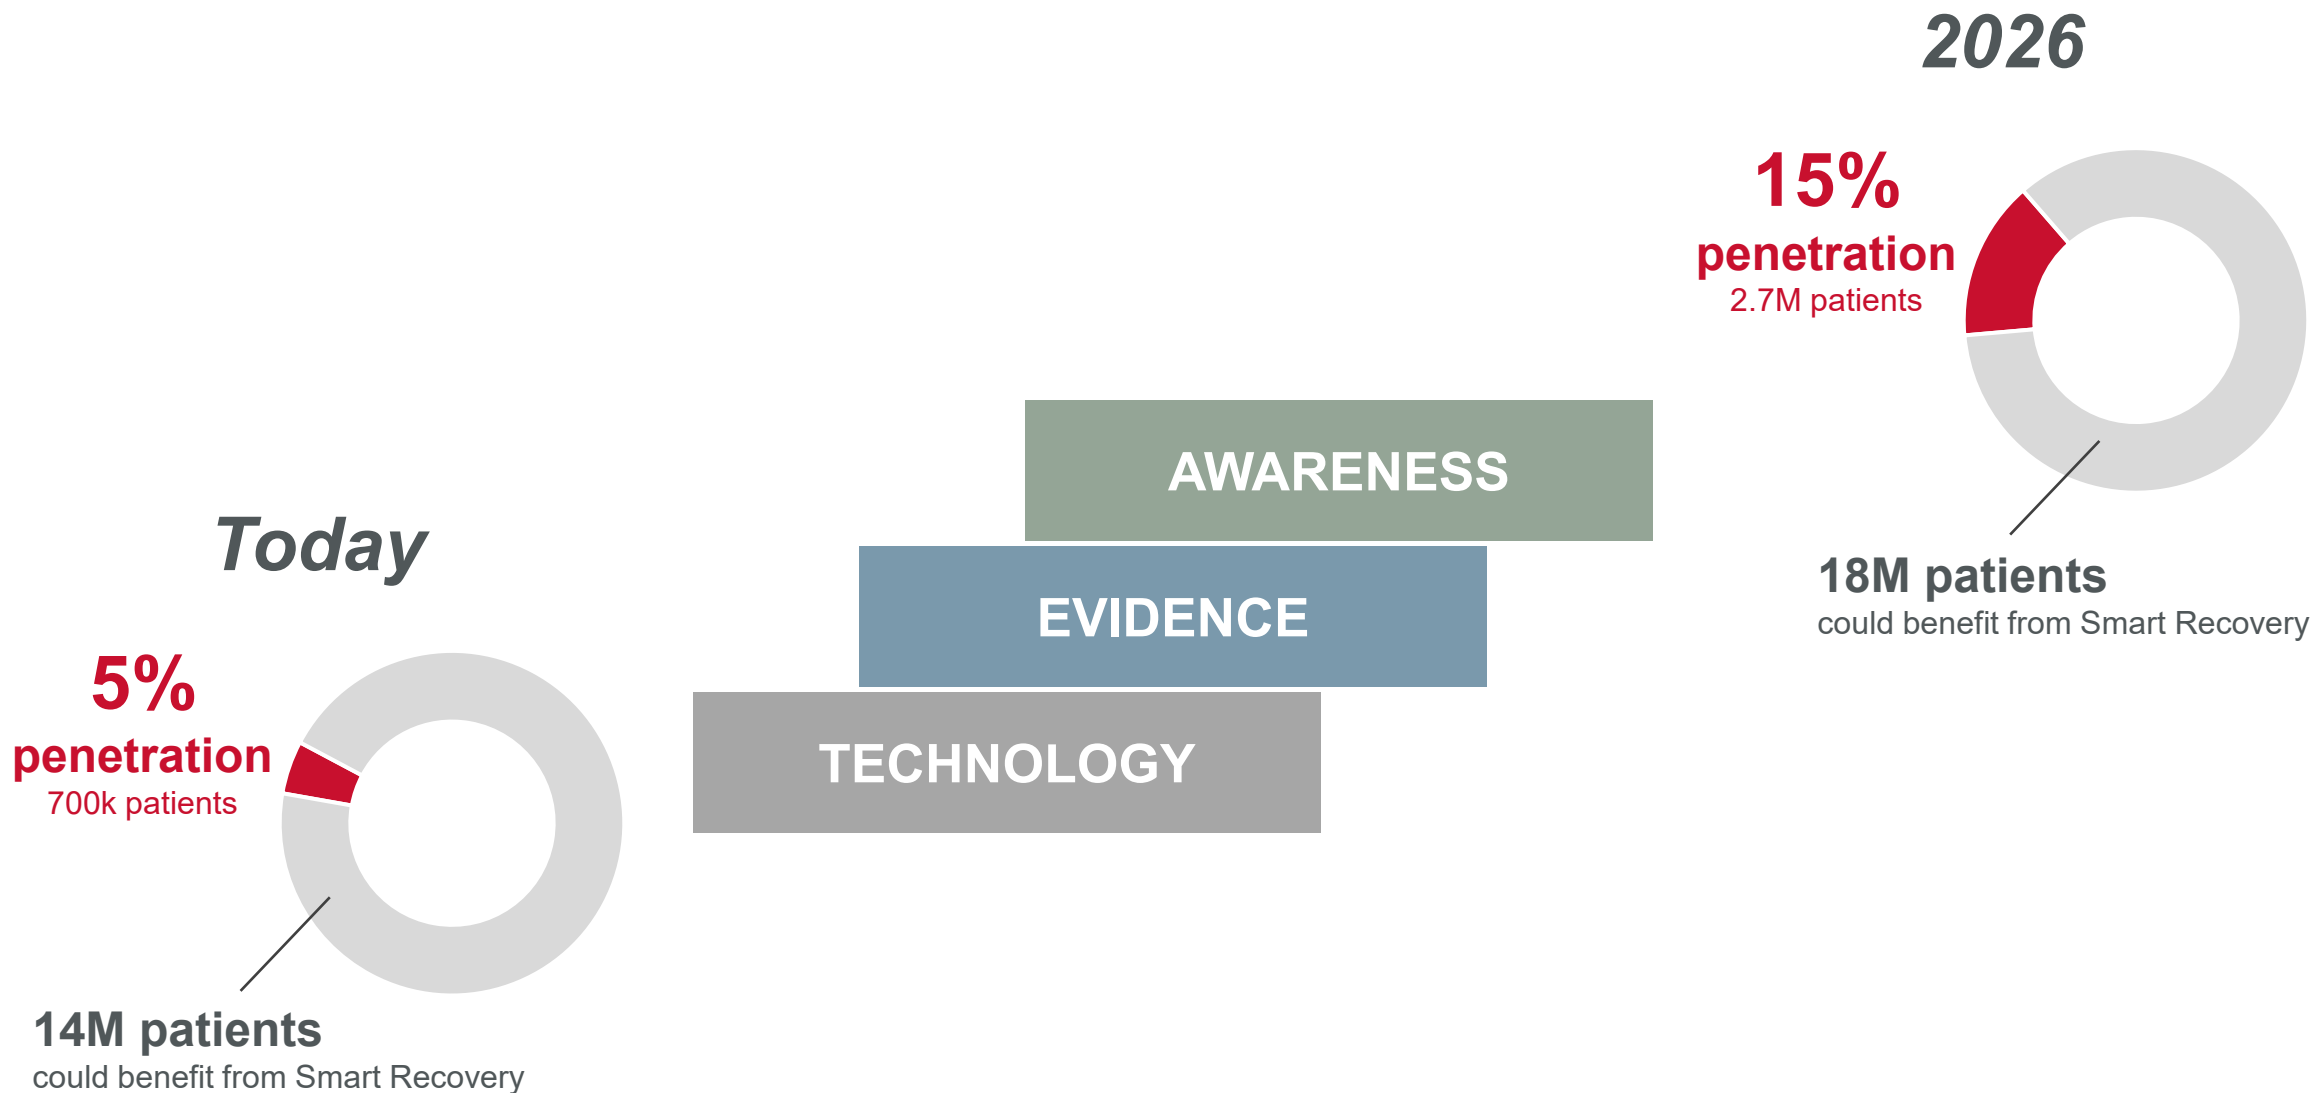 2026
15%
penetration
2.7M patients
18M patients
could benefit from Smart Recovery
AWARENESS
EVIDENCE
TECHNOLOGY
Today
5%
penetration
700k patients
14M patients
could benefit from Smart Recovery